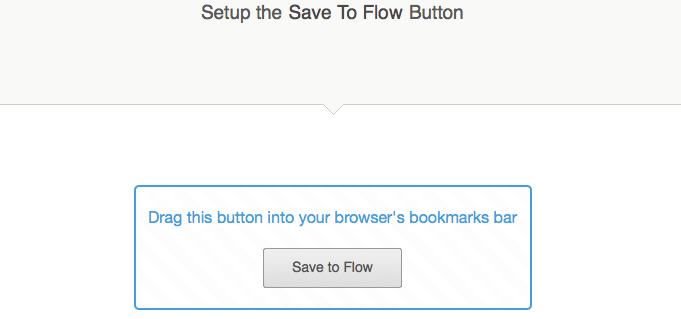 Setup the Save To Flow Button
Drag this button into your browser's bookmarks bar
Save to Flow